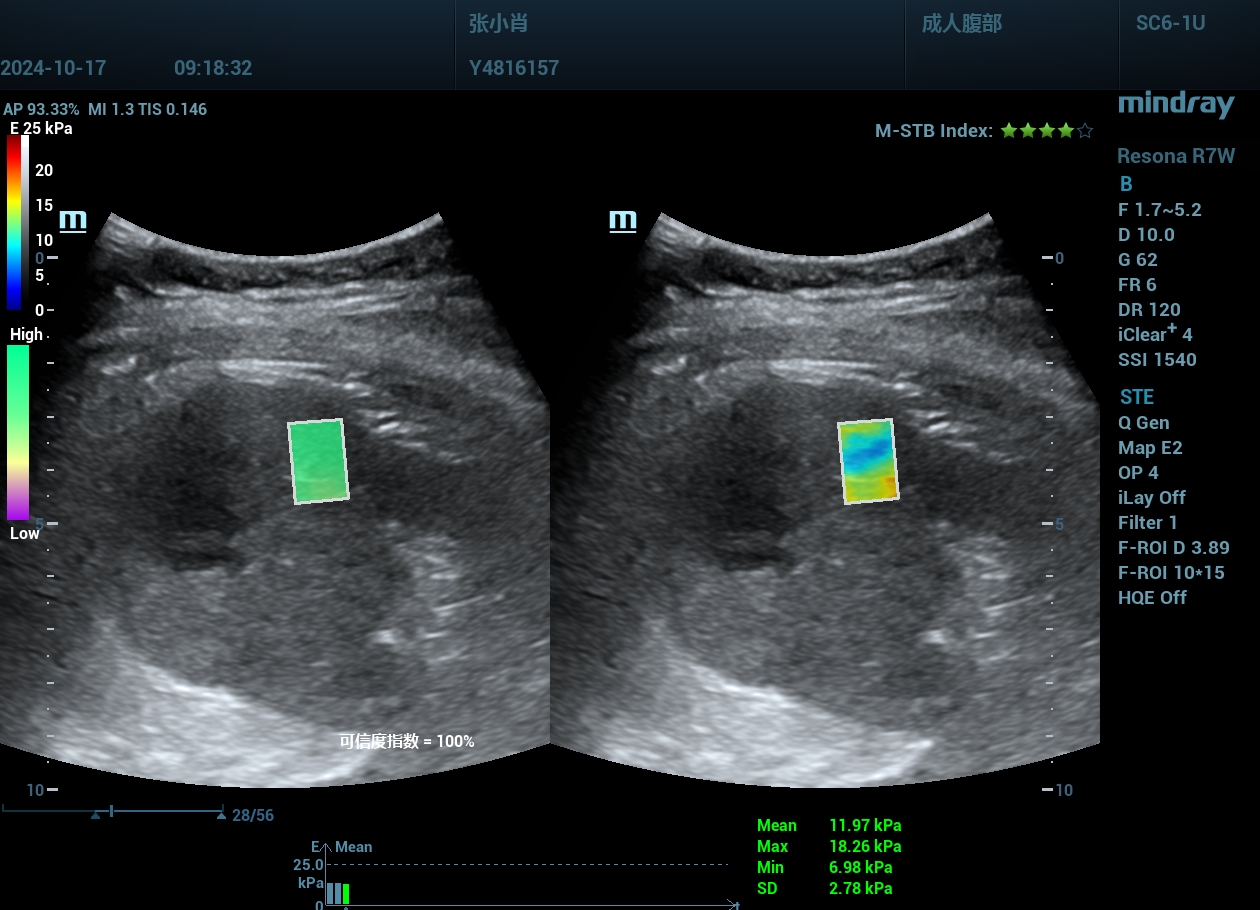 张小肖
成人腹部
SC6-1U
2024-10-17 09:18:32
Y4816157
AP 93.33% MI 1.3 TIS 0.146
mindray
E 25 kPa
M-STB Index:
20
15
10
5
0
High
Low
m
m
0
5
10
0
5
10
Resona R7W
B
F 1.7~5.2
D 10.0
G 62
FR 6
DR 120
iClear+ 4
SSI 1540
STE
Q Gen
Map E2
OP 4
iLay Off
Filter 1
F-ROI D 3.89
F-ROI 10*15
HQE Off
可信度指数 = 100%
28/56
E Mean
25.0
kPa
0
t
Mean 11.97 kPa
Max 18.26 kPa
Min 6.98 kPa
SD 2.78 kPa